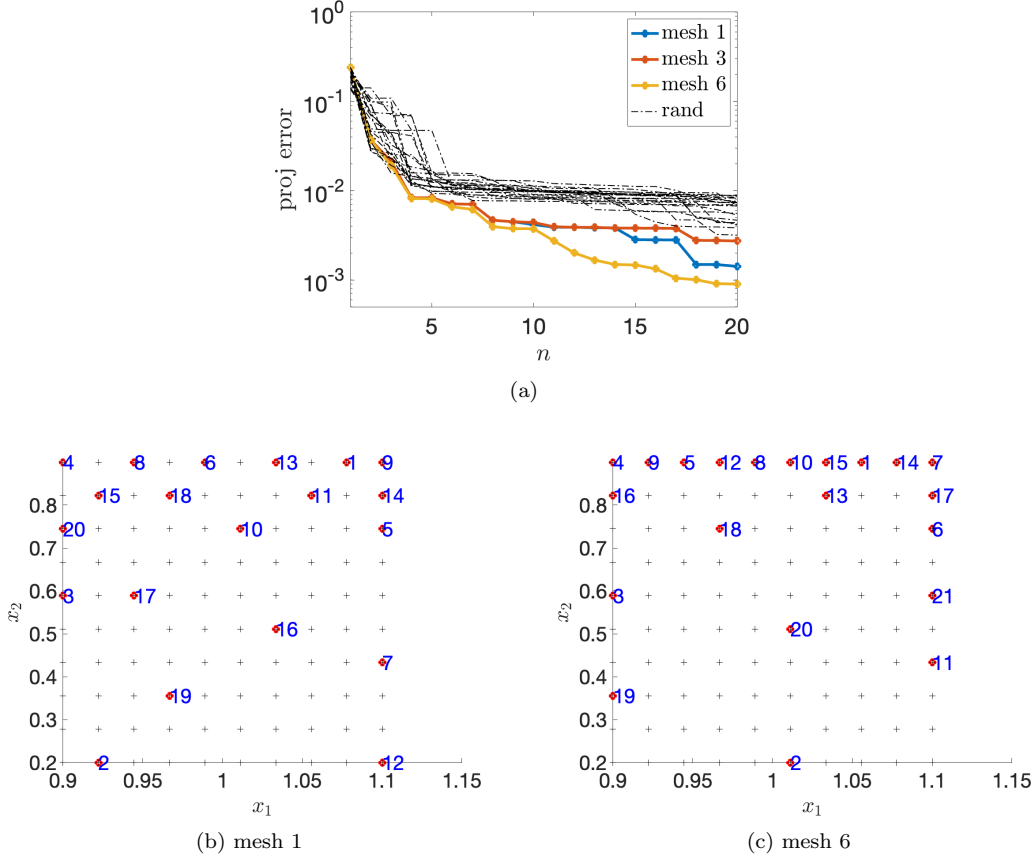 10^0
10^{-1}
10^{-2}
10^{-3}
proj error
mesh 1
mesh 3
mesh 6
rand
5 10 15 20
n
(a)
4 8 6 13 1 9
15 18 11 14
20 10 5
3 17
16
7
19
2 12
0.8
0.7
0.6
0.5
0.4
0.3
0.2
x_2
0.9 0.95 1 1.05 1.1 1.15
x_1
(b) mesh 1
4 9 5 12 8 10 15 1 14 7
16 13 17
18 6
3 21
20
11
19
2
0.8
0.7
0.6
0.5
0.4
0.3
0.2
x_2
0.9 0.95 1 1.05 1.1 1.15
x_1
(c) mesh 6